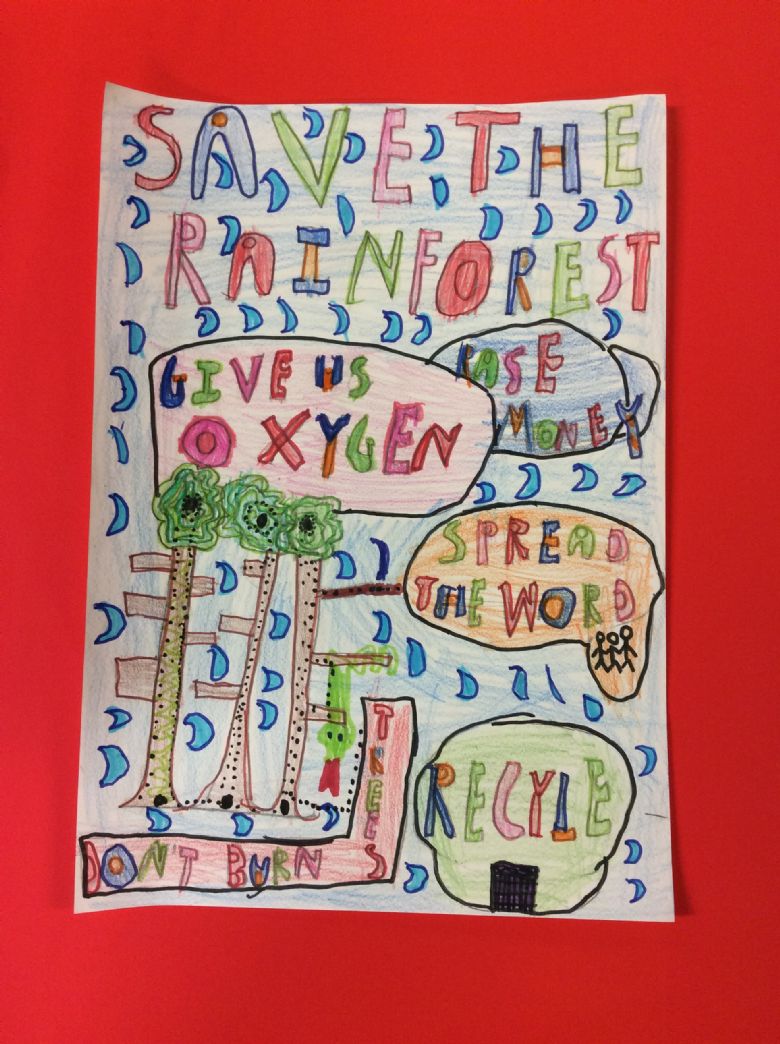 SAVE THE
RAINFOREST
GIVE US
OXYGEN
RASE
MONEY
SPREAD
THE WORD
TREES
RECYLE
DON'T BURN